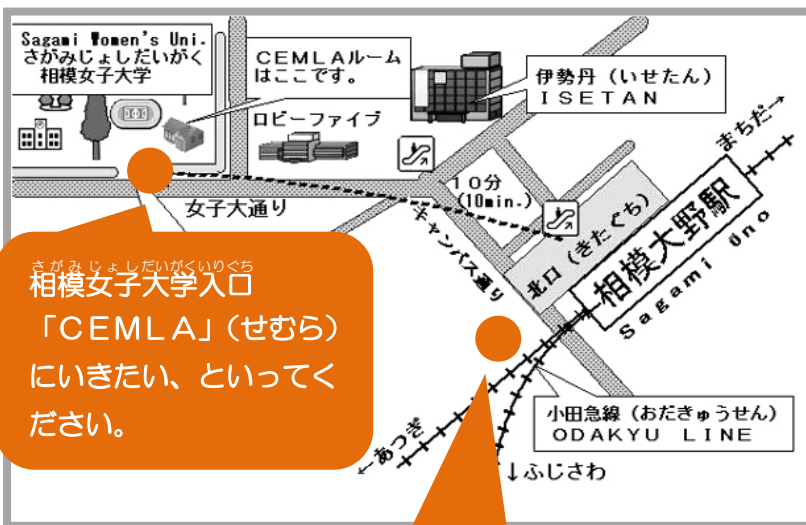 Sagami Women's Uni.
さがみじょしだいがく
相模女子大学
CEMLAルーム
はここです。
伊勢丹（いせたん）
ISETAN
ロビーファイブ
まちだ→
10分
(10min.)
女子大通り
キャンパス通り
北口（きたぐち）
相模大野駅
Sagami Ono
さがみじょしだいがくいりぐち
相模女子大学入口
「CEMLA」（せむら）
にいきたい、といってく
ださい。
小田急線（おだきゅうせん）
ODAKYU LINE
←あつぎ
↓ふじさわ